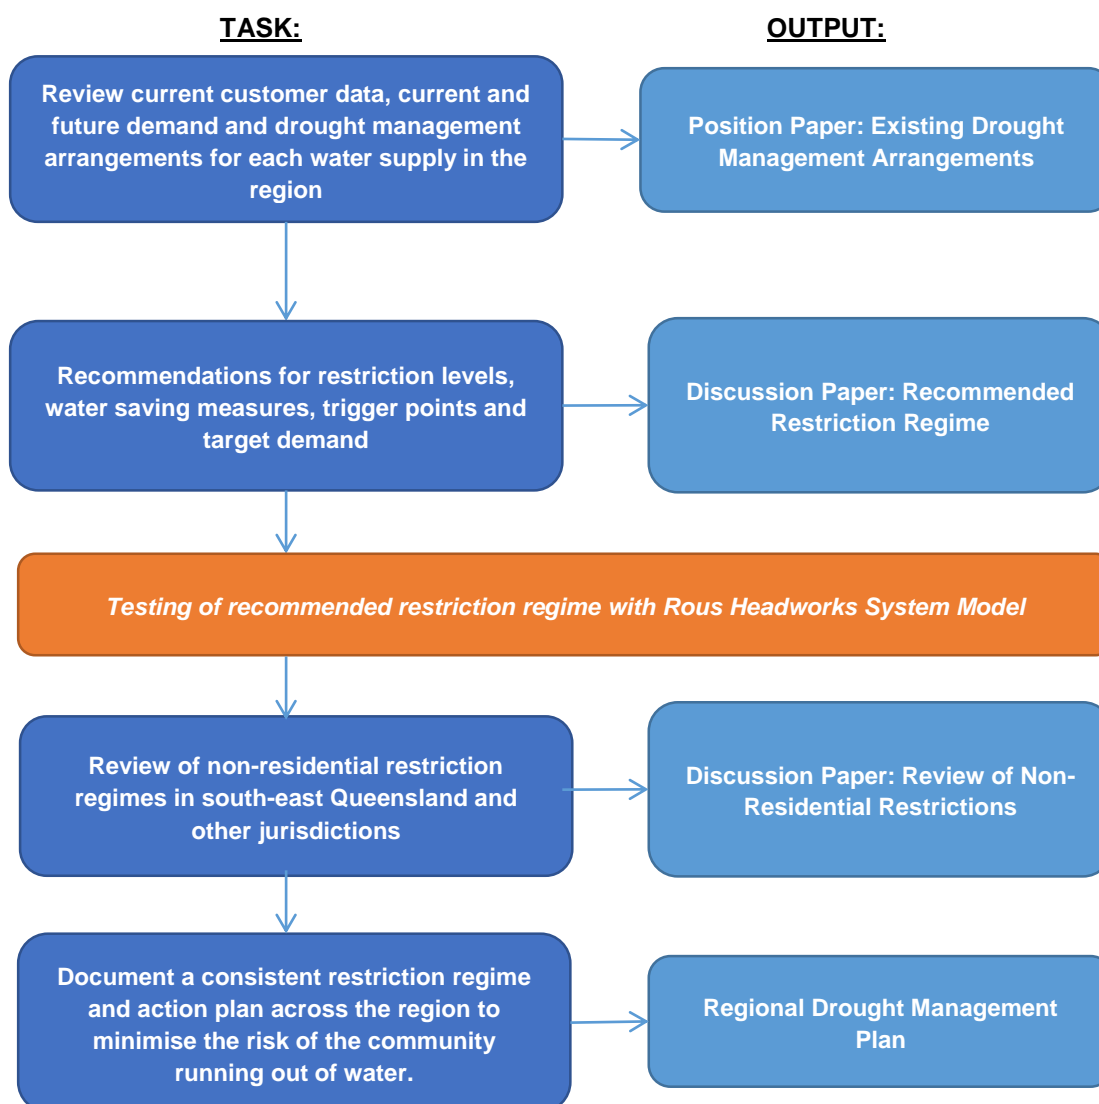 TASK:
OUTPUT:
Review current customer data, current and
future demand and drought management
arrangements for each water supply in the
region
Position Paper: Existing Drought
Management Arrangements
Recommendations for restriction levels,
water saving measures, trigger points and
target demand
Discussion Paper: Recommended
Restriction Regime
Testing of recommended restriction regime with Rous Headworks System Model
Review of non-residential restriction
regimes in south-east Queensland and
other jurisdictions
Discussion Paper: Review of Non-
Residential Restrictions
Document a consistent restriction regime
and action plan across the region to
minimise the risk of the community
running out of water.
Regional Drought Management
Plan